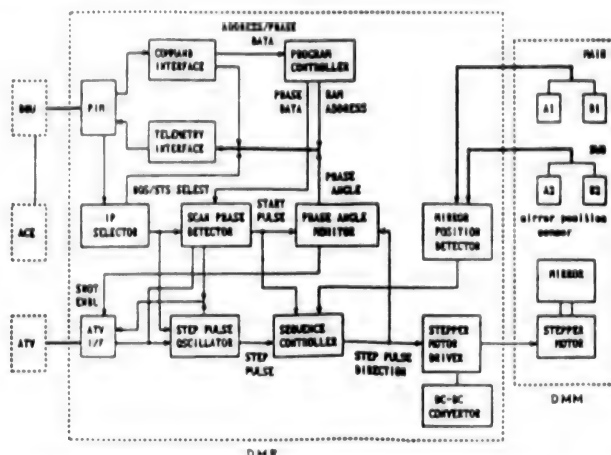 ADDRESS/PHASE
DATA
COMMAND
INTERFACE
PROGRAM
CONTROLLER
MAIN
PIM
PHASE
DATA
RAM
ADDRESS
A1
B1
TELEMETRY
INTERFACE
PHASE
ANGLE
A2
B2
mirror position
sensor
ACE
SELECTOR
SCAN PHASE
DETECTOR
START
PULSE
PHASE ANGLE
MONITOR
MIRROR
POSITION
DETECTOR
MIRROR
SHOT
ENBL
ATV
I/F
STEP PULSE
OSCILLATOR
STEP
PULSE
SEQUENCE
CONTROLLER
STEP PULSE
DIRECTION
STEPPER
MOTOR
DRIVER
STEPPER
MOTOR
ATV
DC-DC
CONVERTOR
DMM